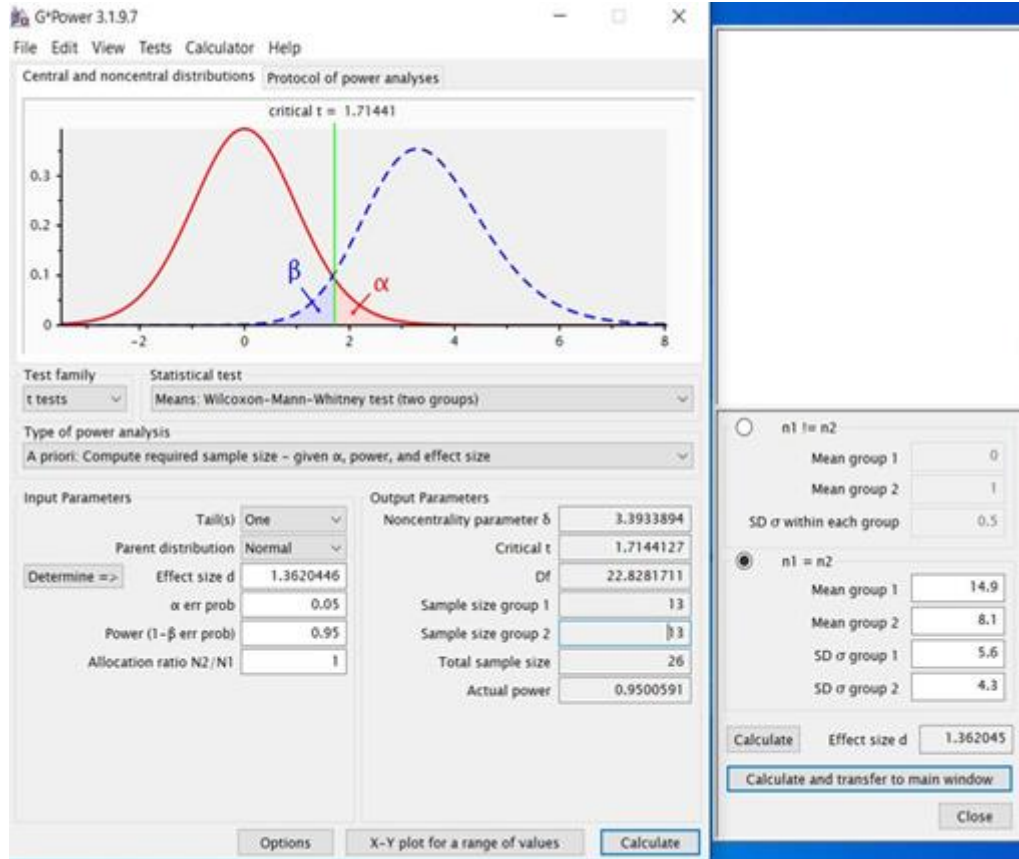 G*Power 3.1.9.7
File Edit View Tests Calculator Help
Central and noncentral distributions Protocol of power analyses
critical t = 1.71441
0.3
0.2
0.1
0
β
α
-2 0 2 4 6 8
Test family
t tests
Statistical test
Means: Wilcoxon-Mann-Whitney test (two groups)
Type of power analysis
A priori: Compute required sample size - given α, power, and effect size
Input Parameters
Tail(s) One
Parent distribution Normal
Determine => Effect size d 1.3620446
α err prob 0.05
Power (1-β err prob) 0.95
Allocation ratio N2/N1 1
Output Parameters
Noncentrality parameter δ 3.3933894
Critical t 1.7144127
Df 22.8281711
Sample size group 1 13
Sample size group 2 13
Total sample size 26
Actual power 0.9500591
Options X-Y plot for a range of values Calculate
n1 != n2
Mean group 1 0
Mean group 2 1
SD σ within each group 0.5
n1 = n2
Mean group 1 14.9
Mean group 2 8.1
SD σ group 1 5.6
SD σ group 2 4.3
Calculate Effect size d 1.362045
Calculate and transfer to main window
Close